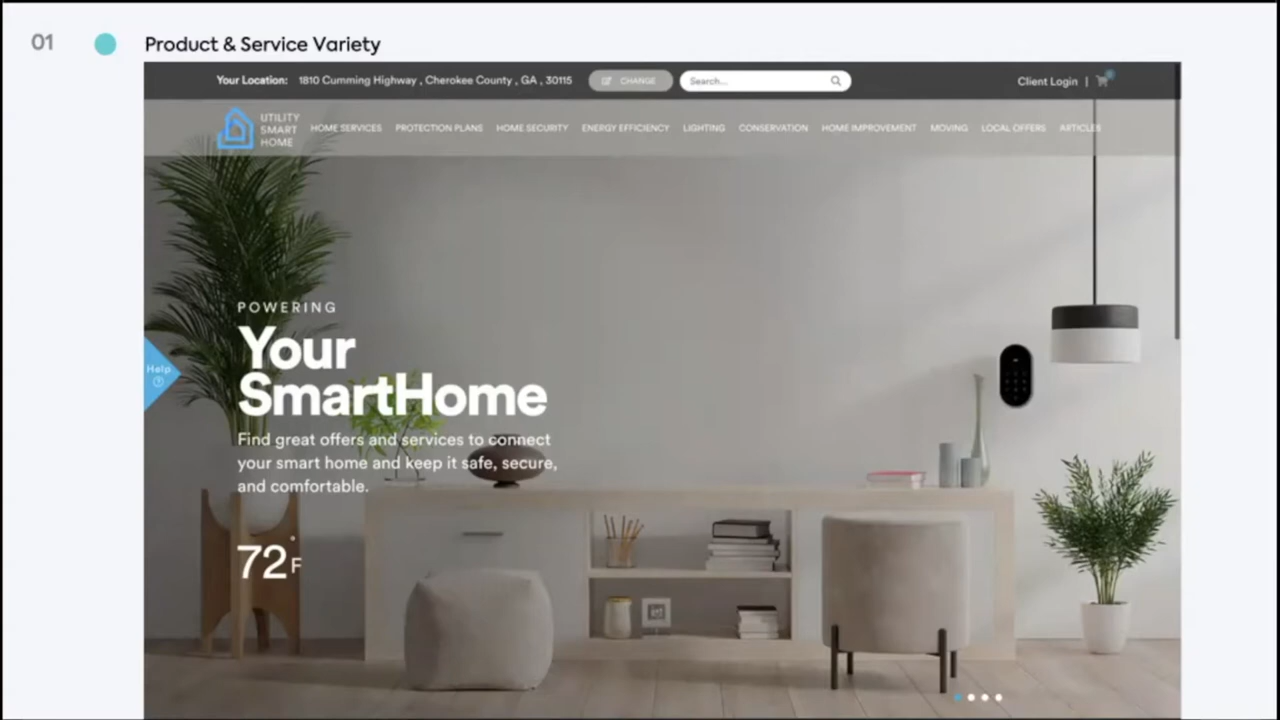 01
Product & Service Variety
Your Location: 1810 Cumming Highway , Cherokee County , GA , 30115
CHANGE
Search...
Client Login |
UTILITY
SMART
HOME
HOME SERVICES PROTECTION PLANS HOME SECURITY ENERGY EFFICIENCY LIGHTING CONSERVATION HOME IMPROVEMENT MOVING LOCAL OFFERS ARTICLES
POWERING
Your
SmartHome
Help
Find great offers and services to connect
your smart home and keep it safe, secure,
and comfortable.
72°F